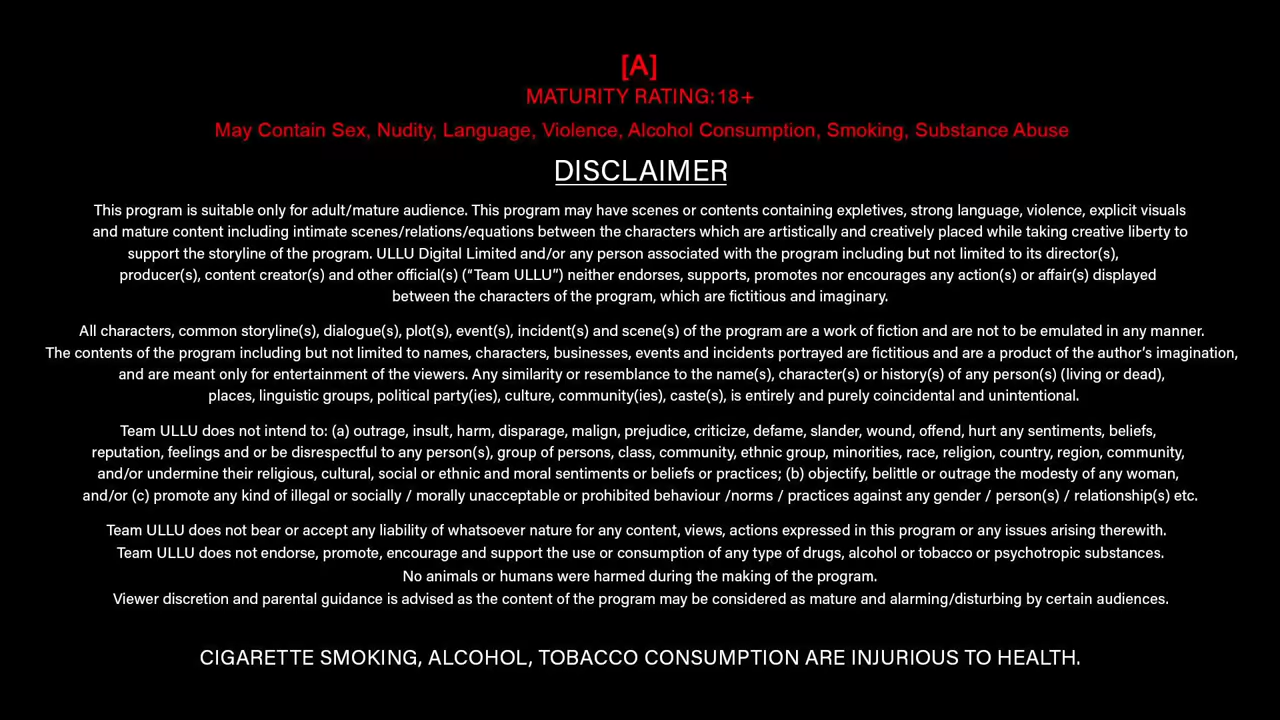 [A]
MATURITY RATING:18+
May Contain Sex, Nudity, Language, Violence, Alcohol Consumption, Smoking, Substance Abuse
DISCLAIMER
This program is suitable only for adult/mature audience. This program may have scenes or contents containing expletives, strong language, violence, explicit visuals
and mature content including intimate scenes/relations/equations between the characters which are artistically and creatively placed while taking creative liberty to
support the storyline of the program. ULLU Digital Limited and/or any person associated with the program including but not limited to its director(s),
producer(s), content creator(s) and other official(s) (“Team ULLU”) neither endorses, supports, promotes nor encourages any action(s) or affair(s) displayed
between the characters of the program, which are fictitious and imaginary.
All characters, common storyline(s), dialogue(s), plot(s), event(s), incident(s) and scene(s) of the program are a work of fiction and are not to be emulated in any manner.
The contents of the program including but not limited to names, characters, businesses, events and incidents portrayed are fictitious and are a product of the author’s imagination,
and are meant only for entertainment of the viewers. Any similarity or resemblance to the name(s), character(s) or history(s) of any person(s) (living or dead),
places, linguistic groups, political party(ies), culture, community(ies), caste(s), is entirely and purely coincidental and unintentional.
Team ULLU does not intend to: (a) outrage, insult, harm, disparage, malign, prejudice, criticize, defame, slander, wound, offend, hurt any sentiments, beliefs,
reputation, feelings and or be disrespectful to any person(s), group of persons, class, community, ethnic group, minorities, race, religion, country, region, community,
and/or undermine their religious, cultural, social or ethnic and moral sentiments or beliefs or practices; (b) objectify, belittle or outrage the modesty of any woman,
and/or (c) promote any kind of illegal or socially / morally unacceptable or prohibited behaviour /norms / practices against any gender / person(s) / relationship(s) etc.
Team ULLU does not bear or accept any liability of whatsoever nature for any content, views, actions expressed in this program or any issues arising therewith.
Team ULLU does not endorse, promote, encourage and support the use or consumption of any type of drugs, alcohol or tobacco or psychotropic substances.
No animals or humans were harmed during the making of the program.
Viewer discretion and parental guidance is advised as the content of the program may be considered as mature and alarming/disturbing by certain audiences.
CIGARETTE SMOKING, ALCOHOL, TOBACCO CONSUMPTION ARE INJURIOUS TO HEALTH.